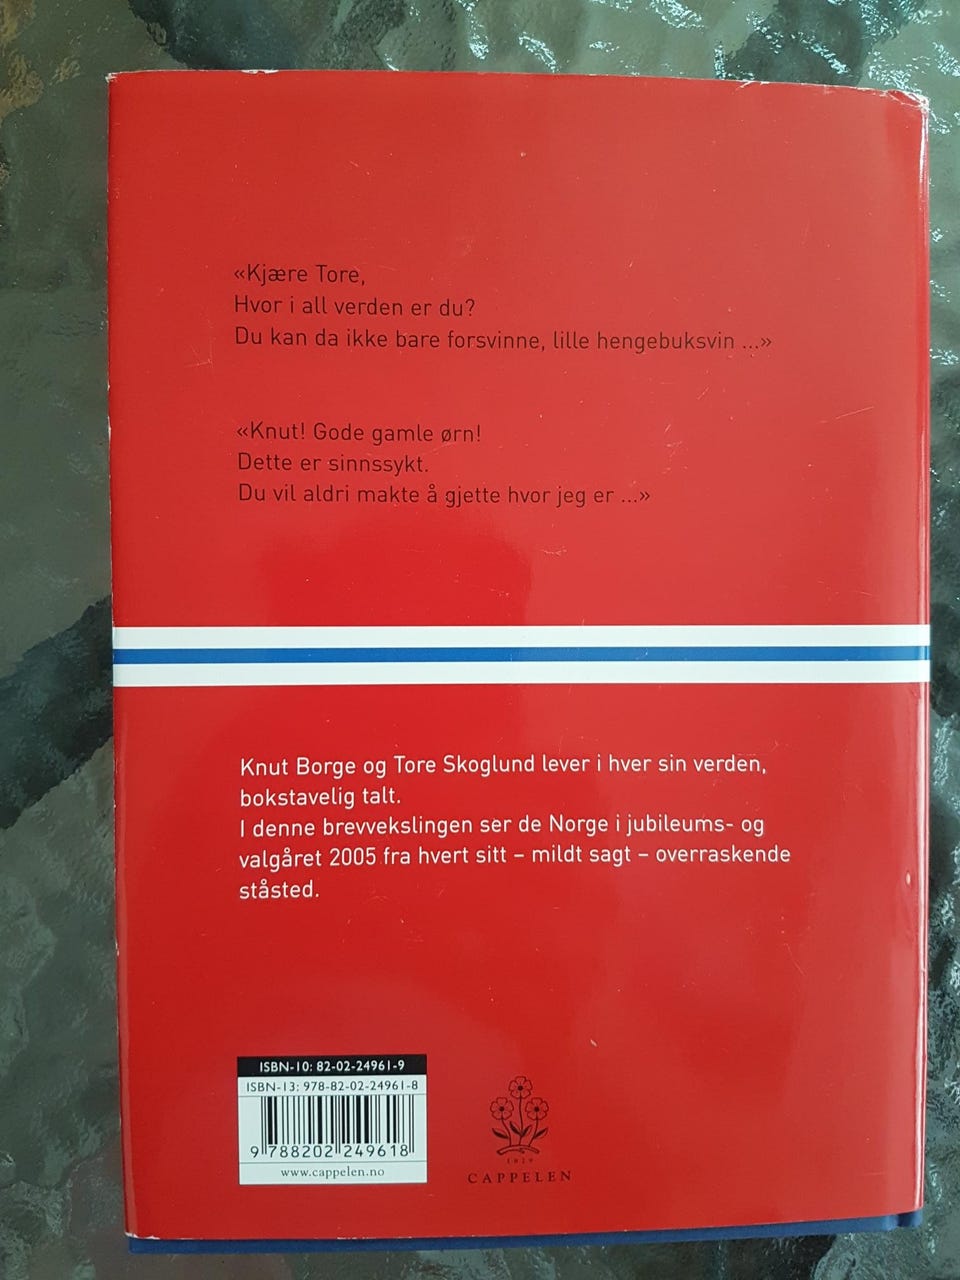 «Kjære Tore,
Hvor i all verden er du?
Du kan da ikke bare forsvinne, lille hengebuksvin ...»
«Knut! Gode gamle ørn!
Dette er sinnssykt.
Du vil aldri makte å gjette hvor jeg er ...»
Knut Borge og Tore Skoglund lever i hver sin verden,
bokstavelig talt.
I denne brevvekslingen ser de Norge i jubileums- og
valgåret 2005 fra hvert sitt – mildt sagt – overraskende
ståsted.
ISBN-10: 82-02-24961-9
ISBN-13: 978-82-02-24961-8
9 788202 249618
www.cappelen.no
1829
CAPPELEN